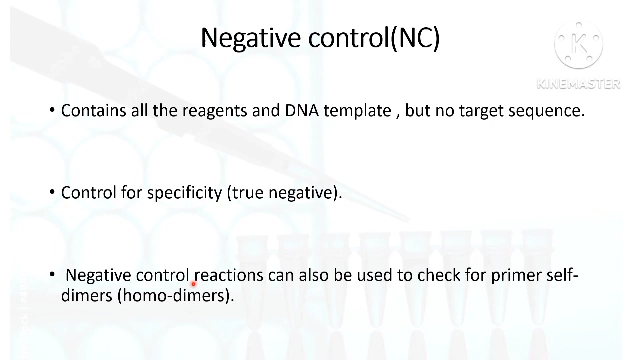 Negative control(NC)
K
KINEMASTER
• Contains all the reagents and DNA template , but no target sequence.
• Control for specificity (true negative).
• Negative control reactions can also be used to check for primer self-
dimers (homo-dimers).